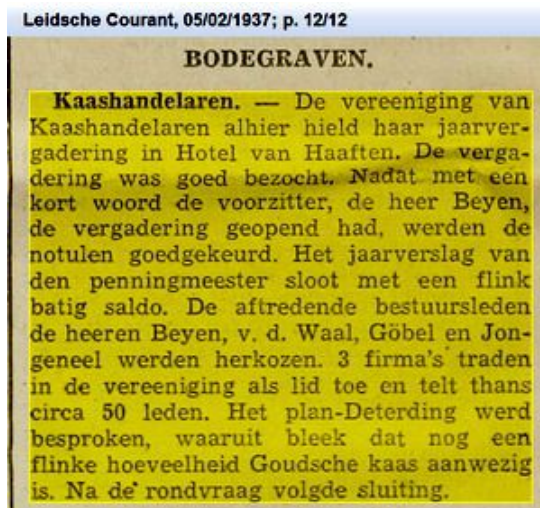 Leidsche Courant, 05/02/1937; p. 12/12
BODEGRAVEN.
Kaashandelaren. — De vereeniging van
Kaashandelaren alhier hield haar jaarver-
gadering in Hotel van Haaften. De verga-
dering was goed bezocht. Nadat met een
kort woord de voorzitter, de heer Beyen,
de vergadering geopend had, werden de
notulen goedgekeurd. Het jaarverslag van
den penningmeester sloot met een flink
batig saldo. De aftredende bestuursleden
de heeren Beyen, v. d. Waal, Göbel en Jon-
geneel werden herkozen. 3 firma's traden
in de vereeniging als lid toe en telt thans
circa 50 leden. Het plan-Deterding werd
besproken, waaruit bleek dat nog een
flinke hoeveelheid Goudsche kaas aanwezig
is. Na de rondvraag volgde sluiting.